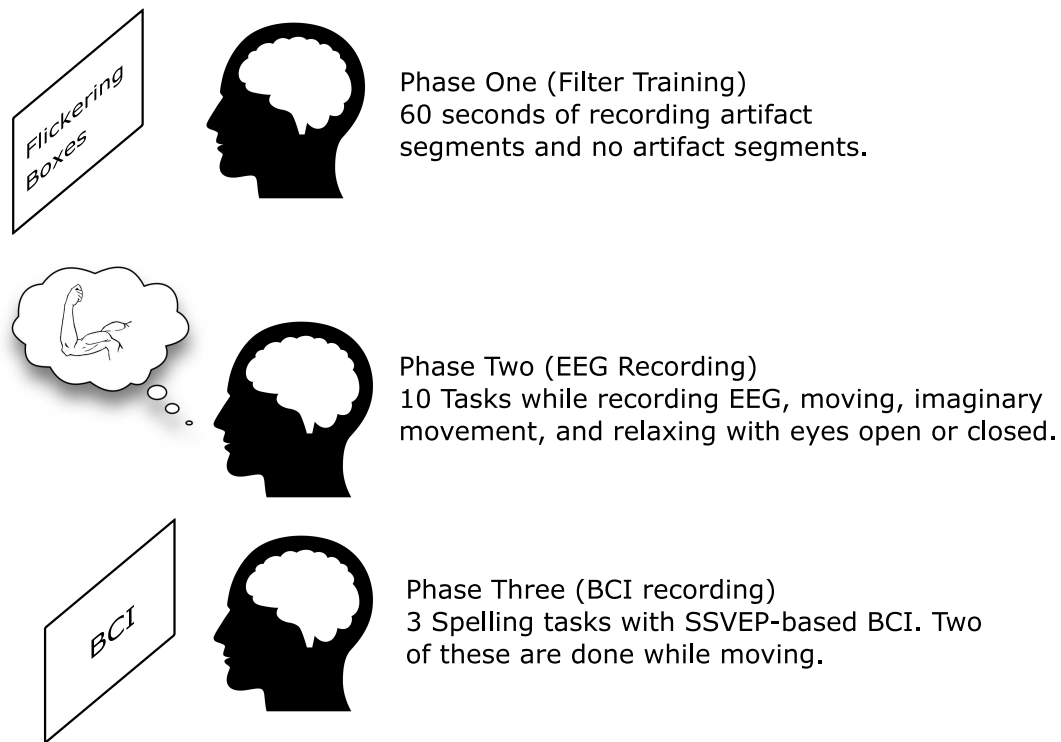 Flickering
Boxes
Phase One (Filter Training)
60 seconds of recording artifact
segments and no artifact segments.
Phase Two (EEG Recording)
10 Tasks while recording EEG, moving, imaginary
movement, and relaxing with eyes open or closed.
BCI
Phase Three (BCI recording)
3 Spelling tasks with SSVEP-based BCI. Two
of these are done while moving.